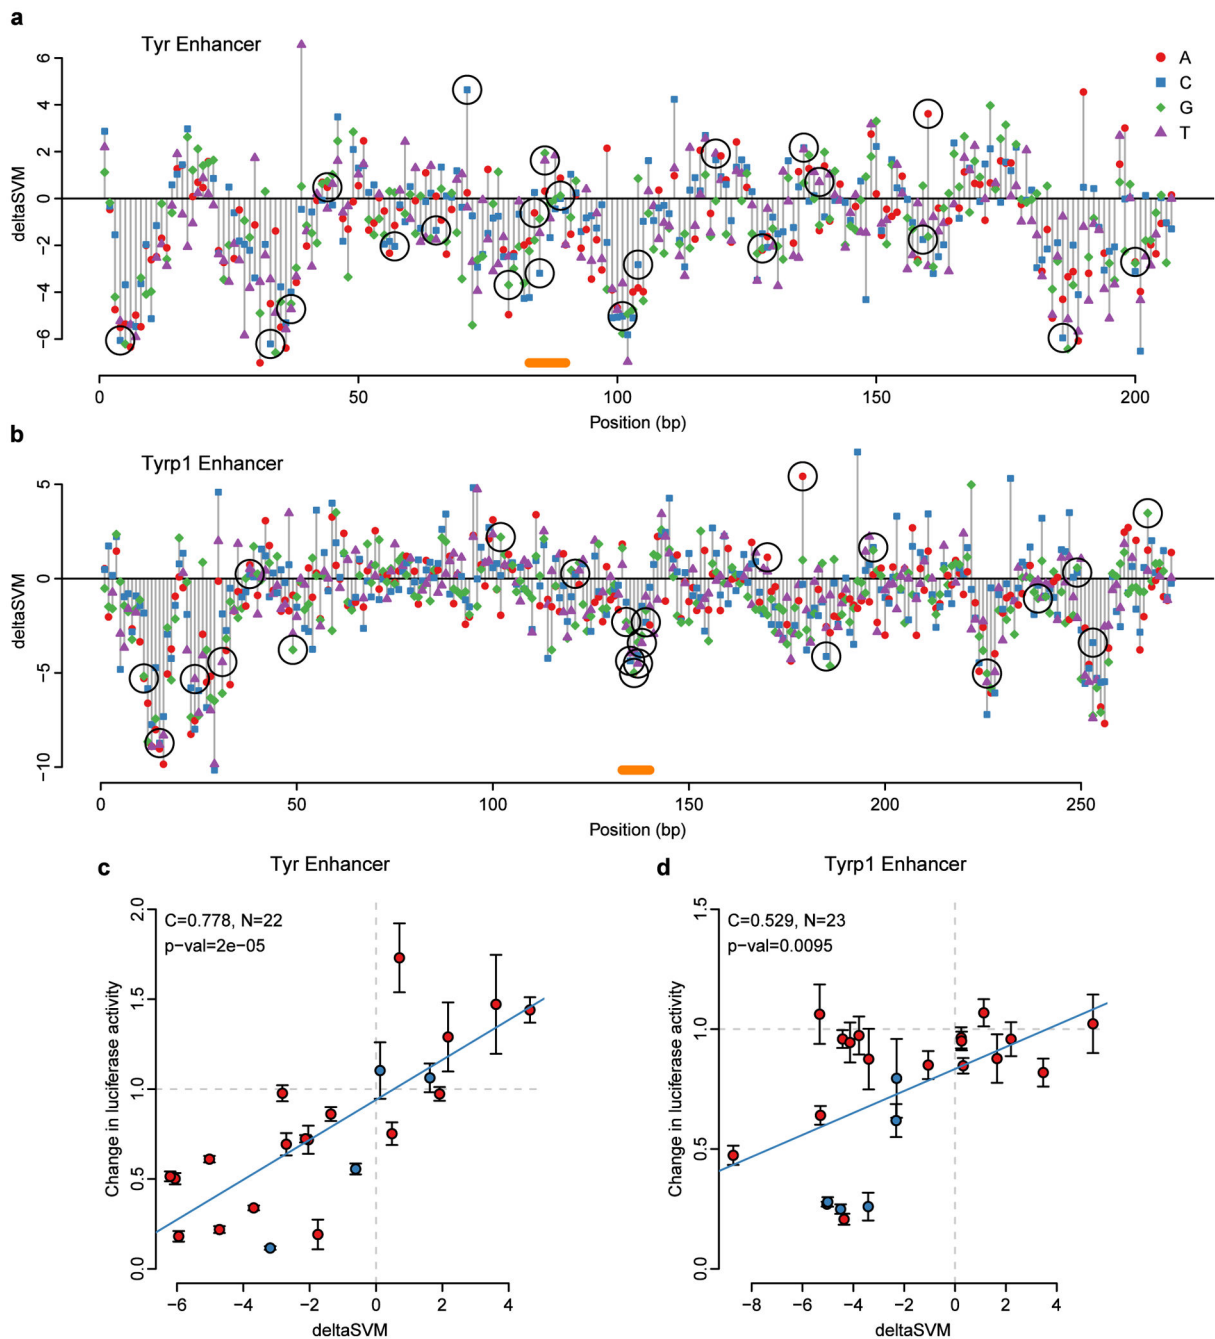 a
Tyr Enhancer
A
C
G
T
deltaSVM
6
4
2
0
−2
−4
−6
0
50
100
150
200
Position (bp)
b
Tyrp1 Enhancer
deltaSVM
5
0
−5
−10
0
50
100
150
200
250
Position (bp)
c
Tyr Enhancer
C=0.778, N=22
p−val=2e−05
Change in luciferase activity
2.0
1.5
1.0
0.5
0.0
−6
−4
−2
0
2
4
deltaSVM
d
Tyrp1 Enhancer
C=0.529, N=23
p−val=0.0095
Change in luciferase activity
1.5
1.0
0.5
0.0
−8
−6
−4
−2
0
2
4
deltaSVM